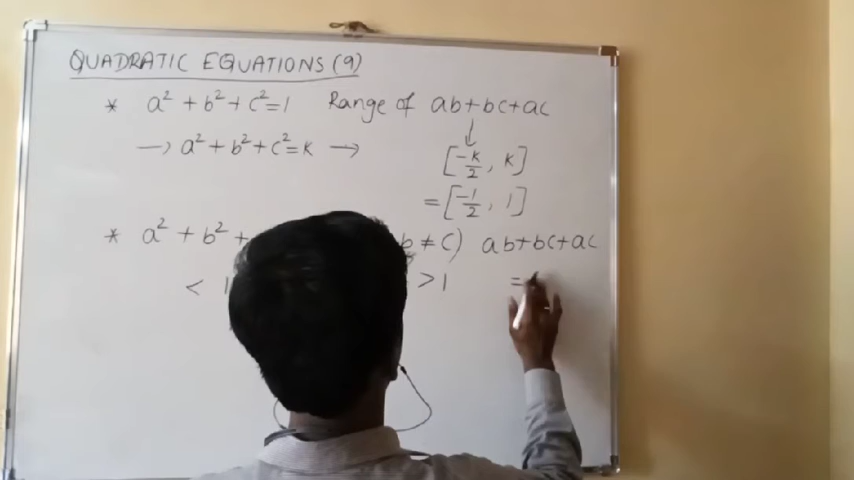 QUADRATIC EQUATIONS (9)
* a² + b² + c² = 1 Range of ab+bc+ac
→ a² + b² + c² = K → [-K/2, K]
= [-1/2, 1]
* a² + b² + b ≠ c) ab+bc+ac
< 1 > 1 =